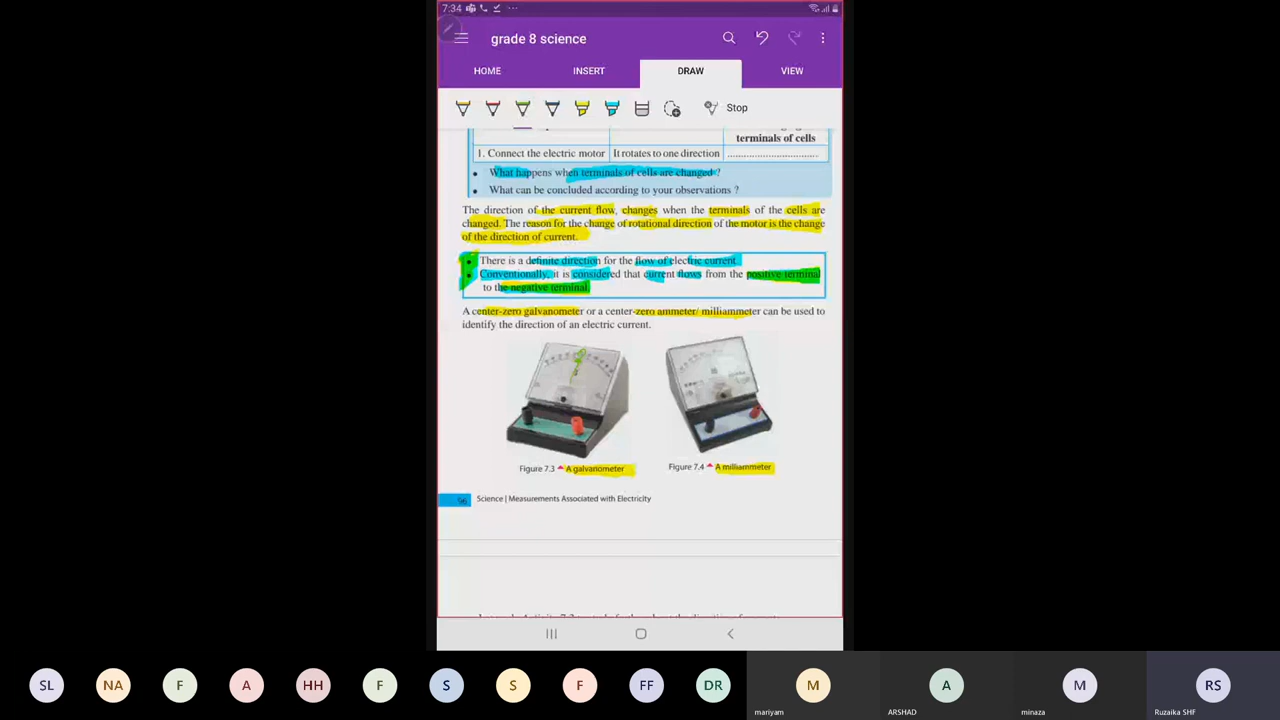 7:34
grade 8 science
HOME INSERT DRAW VIEW
Stop
terminals of cells
1. Connect the electric motor It rotates to one direction ................................
• What happens when terminals of cells are changed ?
• What can be concluded according to your observations ?
The direction of the current flow, changes when the terminals of the cells are
changed. The reason for the change of rotational direction of the motor is the change
of the direction of current.
• There is a definite direction for the flow of electric current
• Conventionally, it is considered that current flows from the positive terminal
to the negative terminal.
A center-zero galvanometer or a center-zero ammeter/ milliammeter can be used to
identify the direction of an electric current.
Figure 7.3 A galvanometer
Figure 7.4 A milliammeter
96 Science | Measurements Associated with Electricity
SL NA F A HH F S S F FF DR M A M RS
mariyam ARSHAD minaza Ruzaika SHF